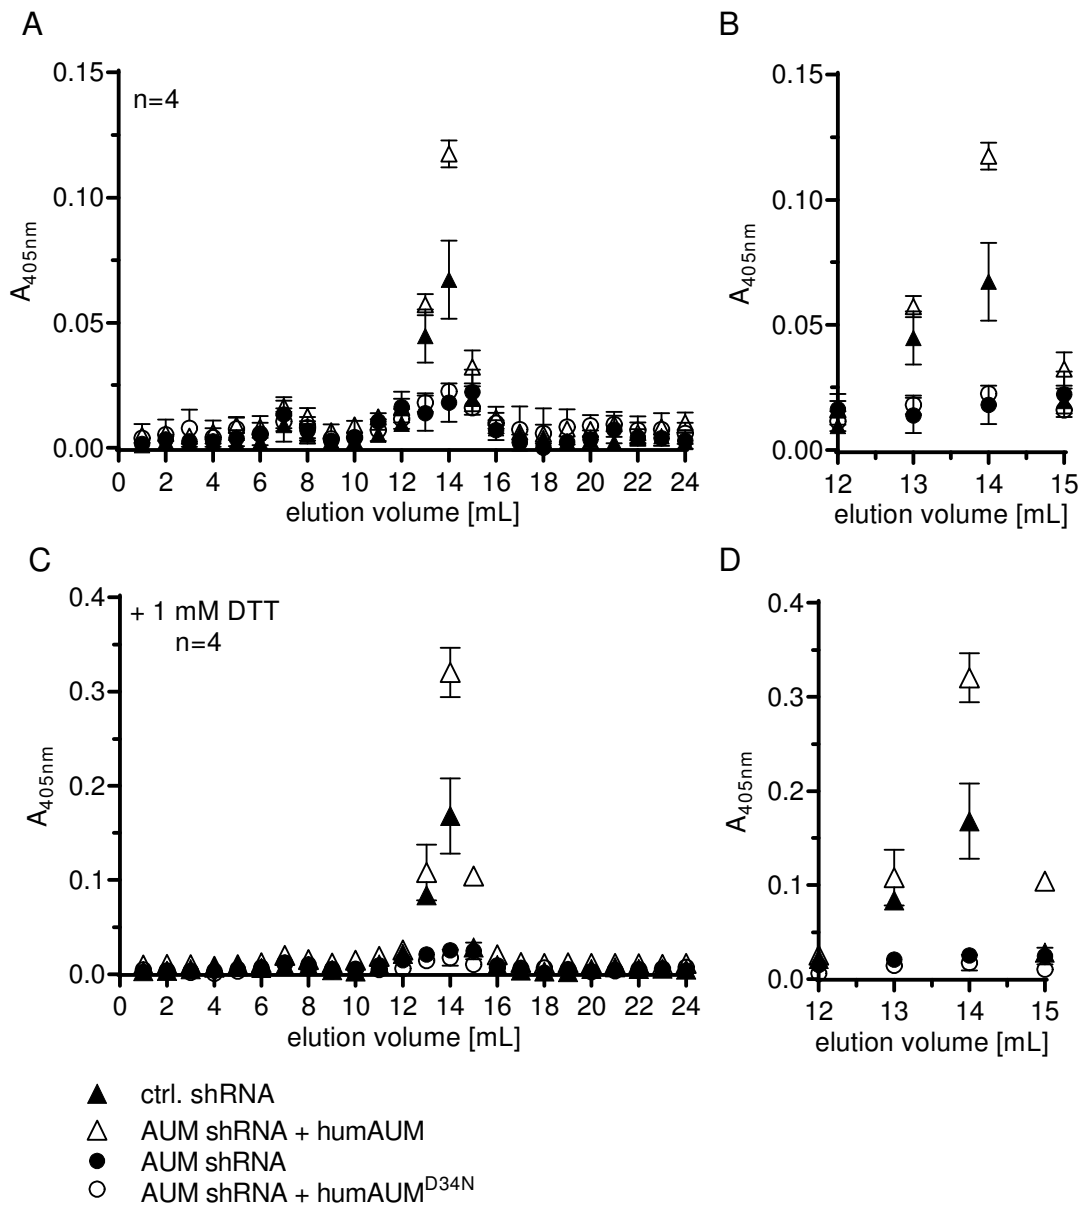 A
0.15
0.10
0.05
0.00
A405nm
n=4
0 2 4 6 8 10 12 14 16 18 20 22 24
elution volume [mL]
B
0.15
0.10
0.05
0.00
A405nm
12 13 14 15
elution volume [mL]
C
0.4
0.3
0.2
0.1
0.0
A405nm
+ 1 mM DTT
n=4
0 2 4 6 8 10 12 14 16 18 20 22 24
elution volume [mL]
D
0.4
0.3
0.2
0.1
0.0
A405nm
12 13 14 15
elution volume [mL]
ctrl. shRNA
AUM shRNA + humAUM
AUM shRNA
AUM shRNA + humAUM^D34N